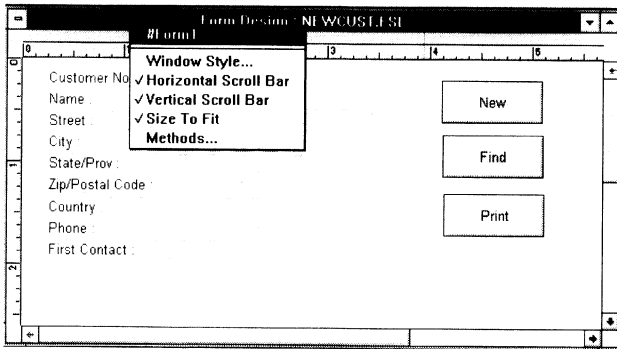 Form Design : NEWCUST.FSL
#Form1
0 3 4 5
Window Style...
Customer No
✓Horizontal Scroll Bar
Name :
✓Vertical Scroll Bar
New
Street :
✓Size To Fit
City :
Methods...
State/Prov :
Find
Zip/Postal Code :
Country
Phone :
Print
First Contact :
2